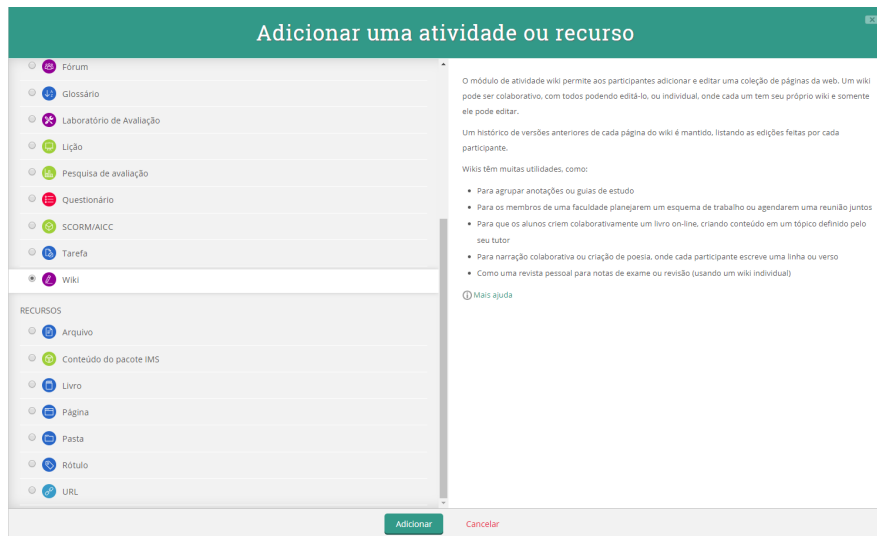 Adicionar uma atividade ou recurso
Fórum
Glossário
Laboratório de Avaliação
Lição
Pesquisa de avaliação
Questionário
SCORM/AICC
Tarefa
Wiki
RECURSOS
Arquivo
Conteúdo do pacote IMS
Livro
Página
Pasta
Rótulo
URL
O módulo de atividade wiki permite aos participantes adicionar e editar uma coleção de páginas da web. Um wiki
pode ser colaborativo, com todos podendo editá-lo, ou individual, onde cada um tem seu próprio wiki e somente
ele pode editar.
Um histórico de versões anteriores de cada página do wiki é mantido, listando as edições feitas por cada
participante.
Wikis têm muitas utilidades, como:
Para agrupar anotações ou guias de estudo
Para os membros de uma faculdade planejarem um esquema de trabalho ou agendarem uma reunião juntos
Para que os alunos criem colaborativamente um livro on-line, criando conteúdo em um tópico definido pelo
seu tutor
Para narração colaborativa ou criação de poesia, onde cada participante escreve uma linha ou verso
Como uma revista pessoal para notas de exame ou revisão (usando um wiki individual)
Mais ajuda
Adicionar
Cancelar